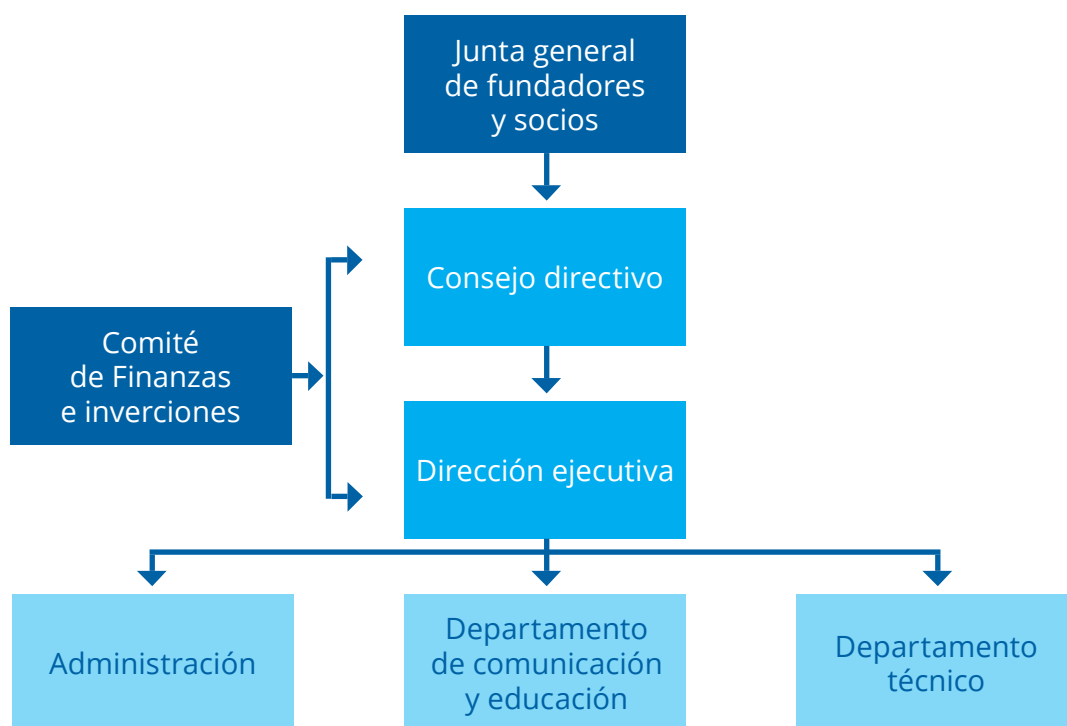 Junta general
de fundadores
y socios
Consejo directivo
Comité
de Finanzas
e inverciones
Dirección ejecutiva
Administración
Departamento
de comunicación
y educación
Departamento
técnico